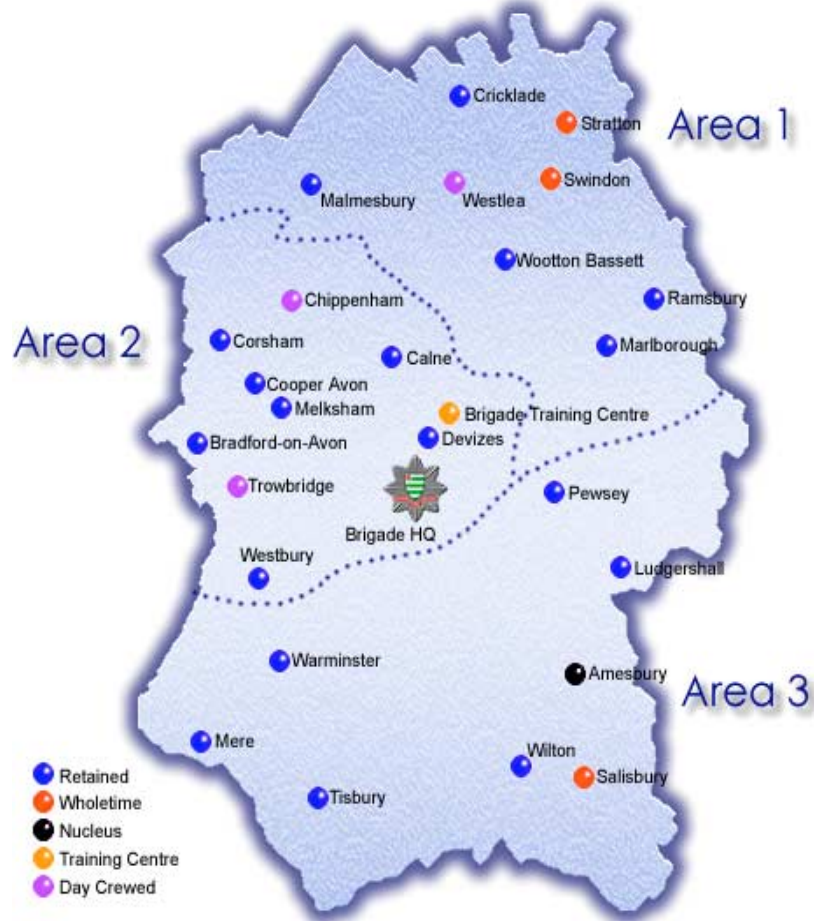 Cricklade
Stratton
Area 1
Swindon
Malmesbury
Westlea
Wootton Bassett
Chippenham
Ramsbury
Area 2
Corsham
Calne
Marlborough
Cooper Avon
Melksham
Brigade Training Centre
Bradford-on-Avon
Devizes
Trowbridge
Pewsey
Brigade HQ
Westbury
Ludgershall
Warminster
Amesbury
Area 3
Mere
Wilton
Salisbury
Tisbury
Retained
Wholetime
Nucleus
Training Centre
Day Crewed